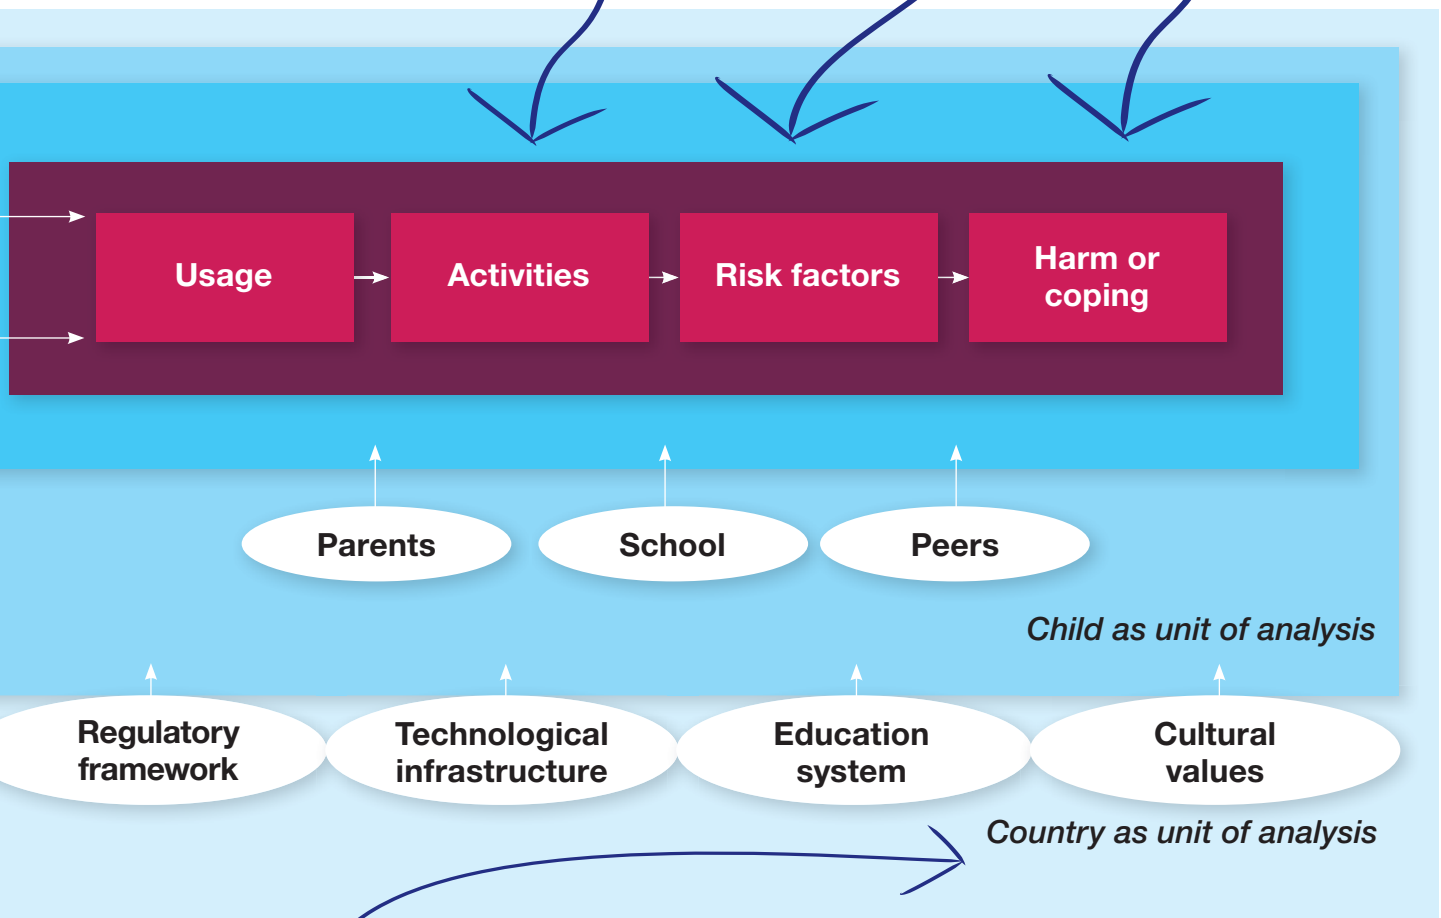 Usage
Activities
Risk factors
Harm or
coping
Parents
School
Peers
Child as unit of analysis
Regulatory
framework
Technological
infrastructure
Education
system
Cultural
values
Country as unit of analysis